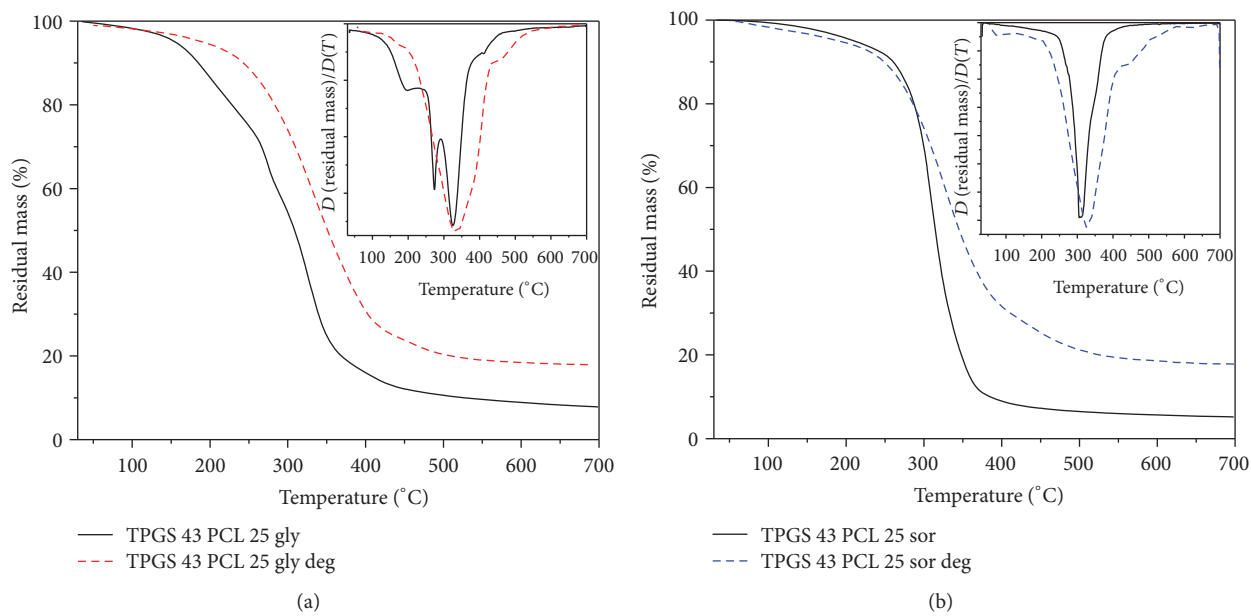 100
80
60
40
20
0
Residual mass (%)
100 200 300 400 500 600 700
Temperature (˚C)
D (residual mass)/D(T)
100 200 300 400 500 600 700
Temperature (˚C)
TPGS 43 PCL 25 gly
TPGS 43 PCL 25 gly deg
(a)
100
80
60
40
20
0
Residual mass (%)
100 200 300 400 500 600 700
Temperature (˚C)
D (residual mass)/D(T)
100 200 300 400 500 600 700
Temperature (˚C)
TPGS 43 PCL 25 sor
TPGS 43 PCL 25 sor deg
(b)